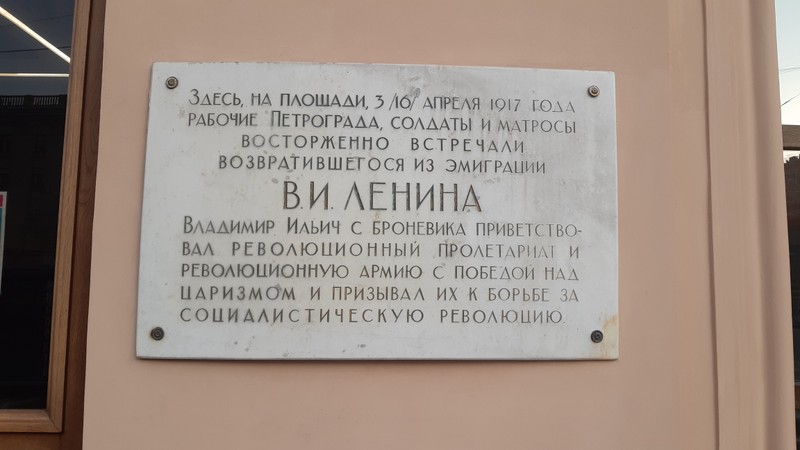 Здесь, на площади, 3 /16/ апреля 1917 года
рабочие Петрограда, солдаты и матросы
восторженно встречали
возвратившегося из эмиграции
В.И. ЛЕНИНА
Владимир Ильич с броневика приветство-
вал революционный пролетариат и
революционную армию с победой над
царизмом и призывал их к борьбе за
социалистическую революцию.